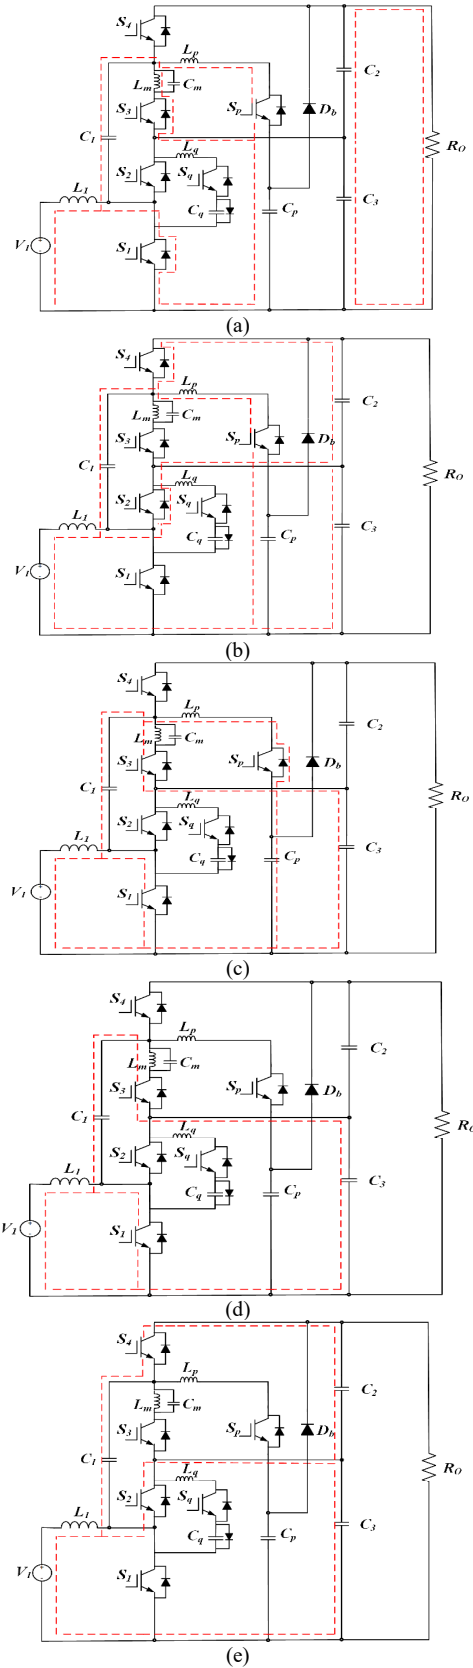 S4
Lp
Lm Cm C2
S3 Sp Db
C1 RO
Lq
S2 Sq
L1 C3
Cq Cp
V1 S1
(a)
S4
Lp
C2
Lm Cm
Sp Db
S3
C1 Lq RO
S2 Sq
L1 C3
Cq Cp
V1 S1
(b)
S4
Lp C2
Lm Cm
S3 Sp Db
C1 Lq RO
S2 Sq
L1 C3
Cq Cp
V1 S1
(c)
S4
Lp
C2
Lm Cm
S3 Sp Db
C1 RO
Lq
S2 Sq
L1 C3
Cq Cp
V1 S1
(d)
S4
Lp
C2
Lm Cm
S3 Sp Db
C1 RO
Lq
S2 Sq
L1 C3
Cq Cp
V1 S1
(e)